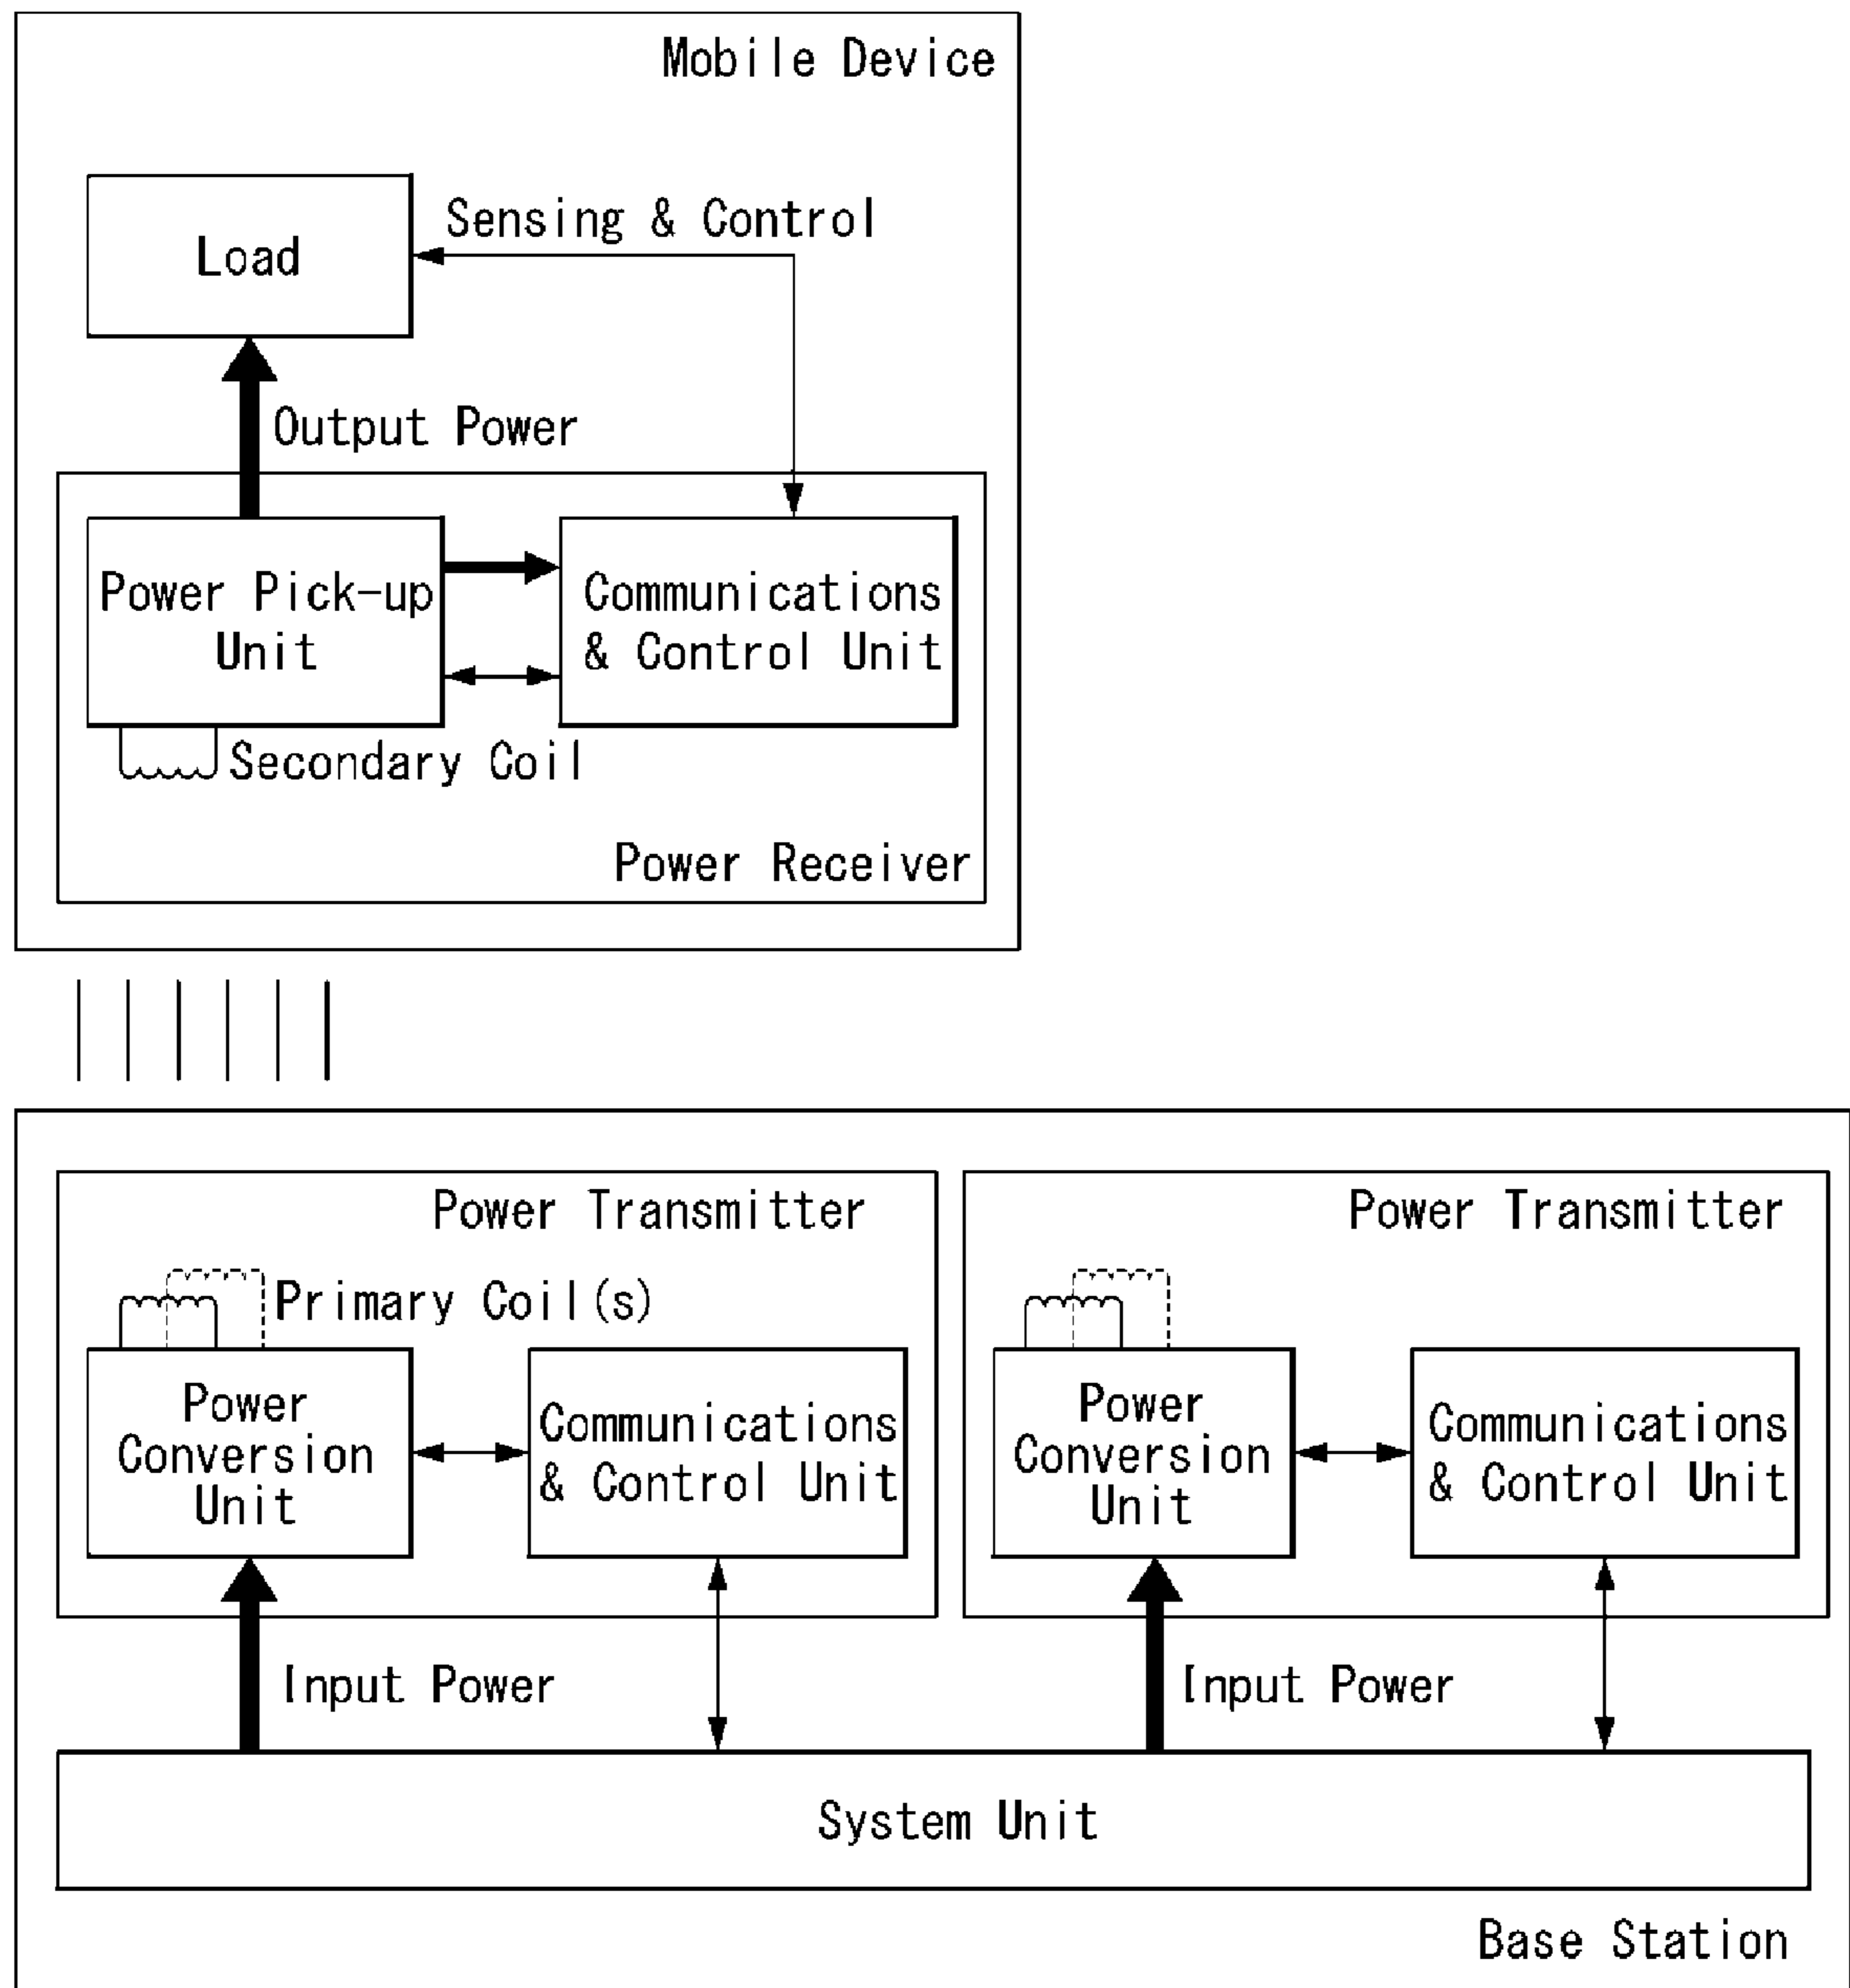 Mobile Device
Load
Sensing & Control
Output Power
Power Pick-up
Unit
Communications
& Control Unit
Secondary Coil
Power Receiver
Power Transmitter
Primary Coil(s)
Power
Conversion
Unit
Communications
& Control Unit
Input Power
Power Transmitter
Power
Conversion
Unit
Communications
& Control Unit
Input Power
System Unit
Base Station